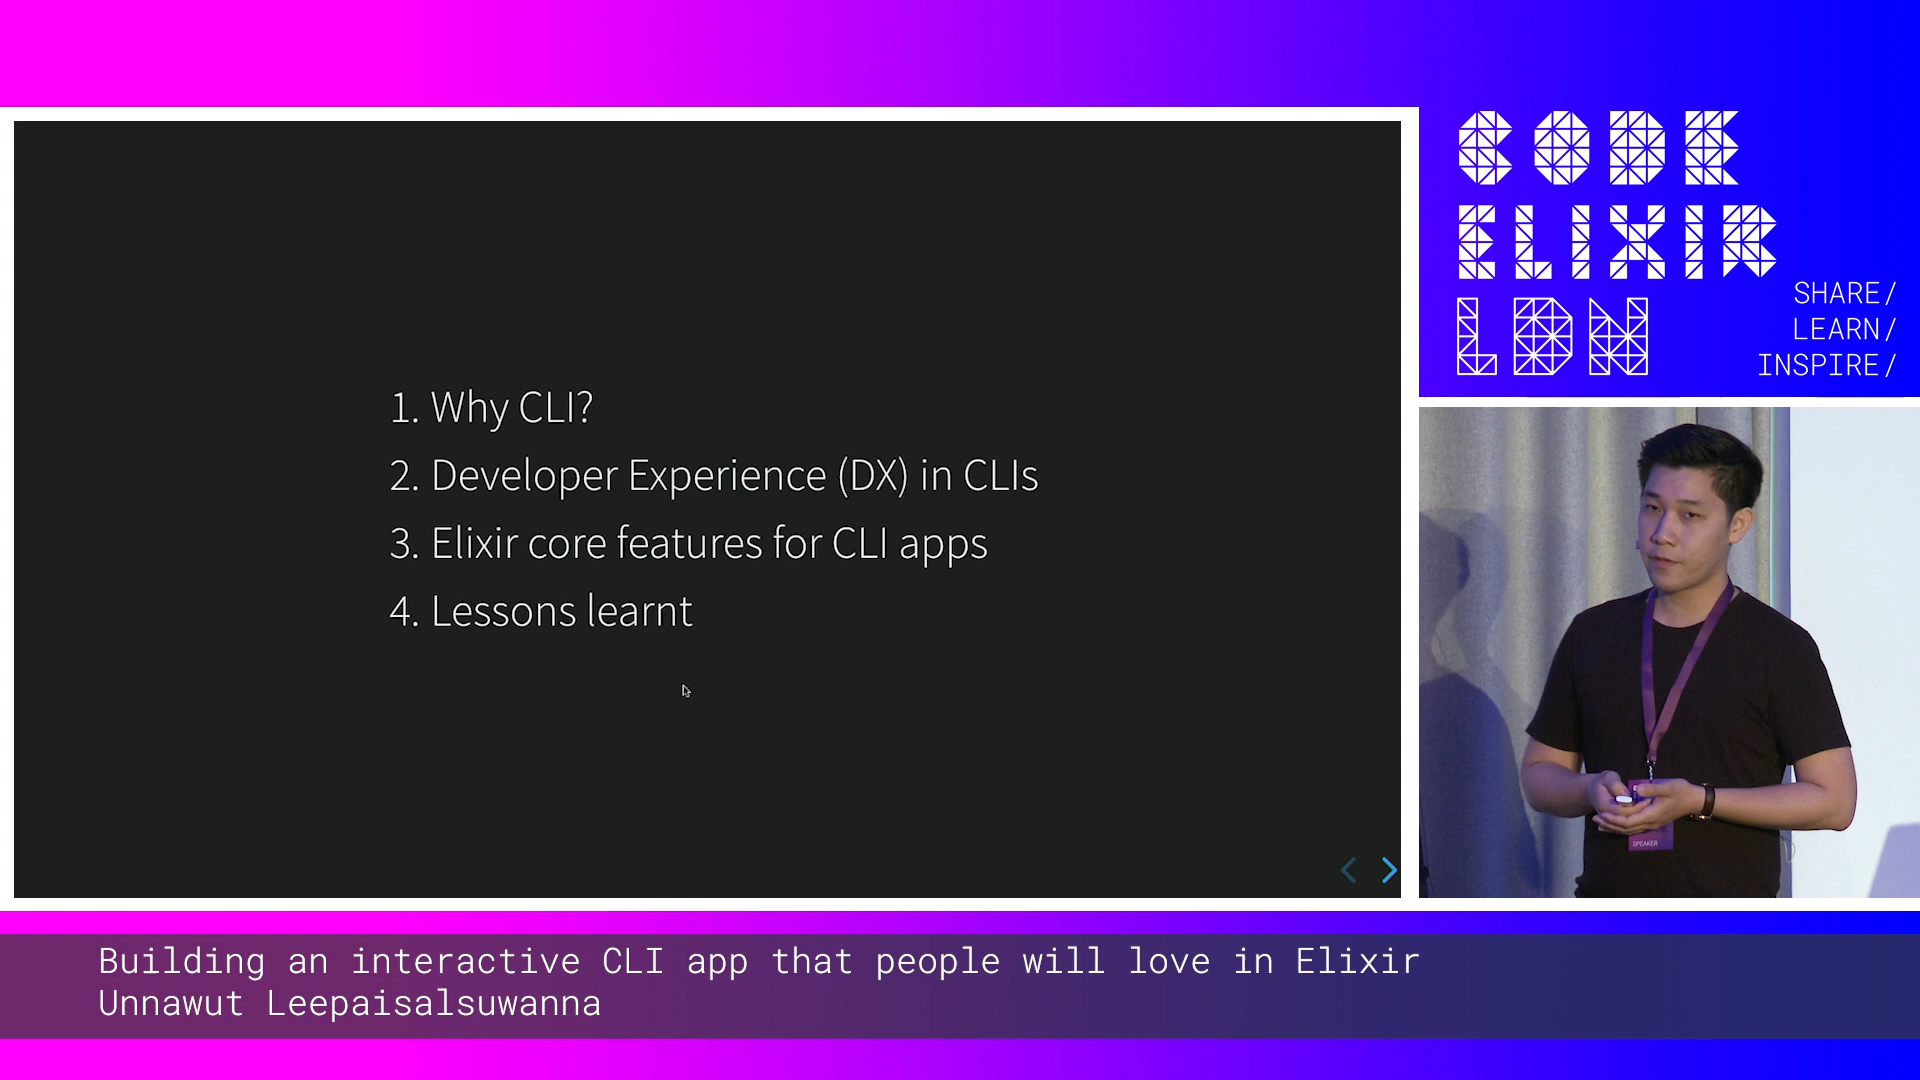 1. Why CLI?
2. Developer Experience (DX) in CLIs
3. Elixir core features for CLI apps
4. Lessons learnt
CODE
ELIXIR
LDN
SHARE/
LEARN/
INSPIRE/
SPEAKER
Building an interactive CLI app that people will love in Elixir
Unnawut Leepaisalsuwanna